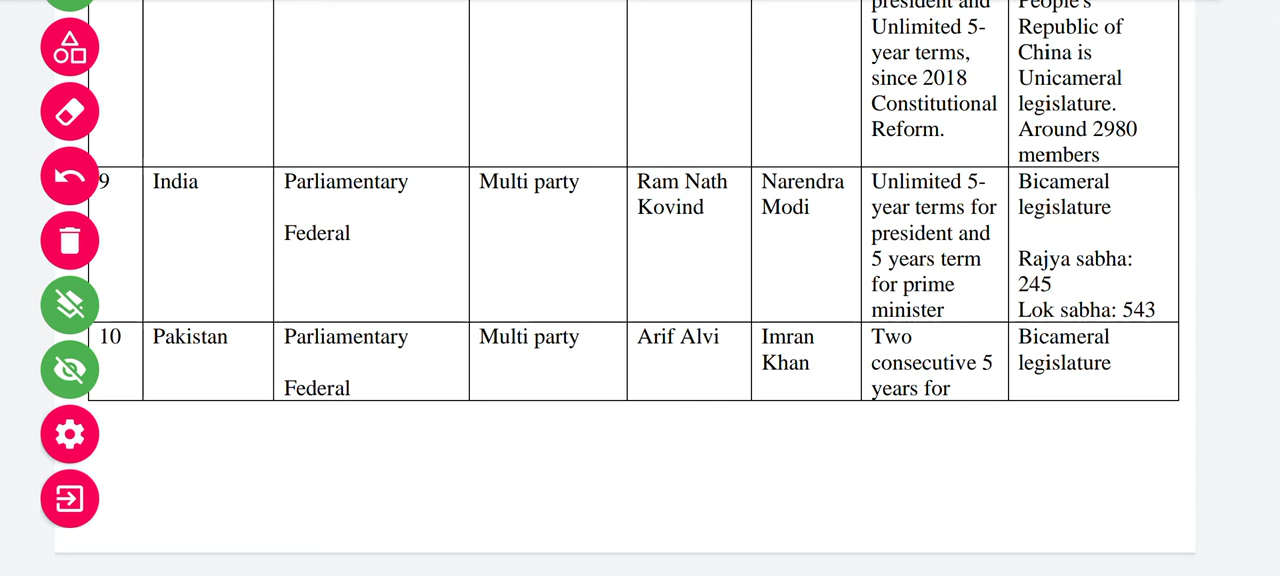 president and
Unlimited 5-
year terms,
since 2018
Constitutional
Reform.
People's
Republic of
China is
Unicameral
legislature.
Around 2980
members
9
India
Parliamentary
Federal
Multi party
Ram Nath
Kovind
Narendra
Modi
Unlimited 5-
year terms for
president and
5 years term
for prime
minister
Bicameral
legislature
Rajya sabha:
245
Lok sabha: 543
10
Pakistan
Parliamentary
Federal
Multi party
Arif Alvi
Imran
Khan
Two
consecutive 5
years for
Bicameral
legislature